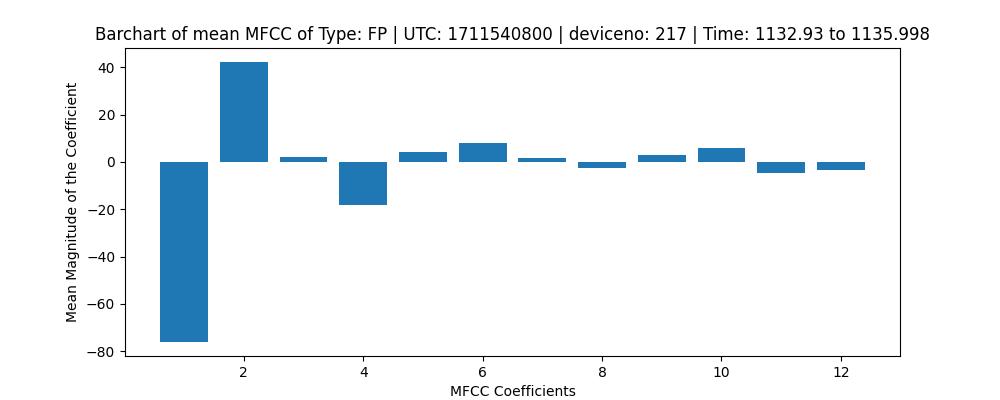 Barchart of mean MFCC of Type: FP | UTC: 1711540800 | deviceno: 217 | Time: 1132.93 to 1135.998
Mean Magnitude of the Coefficient
40
20
0
−20
−40
−60
−80
2 4 6 8 10 12
MFCC Coefficients